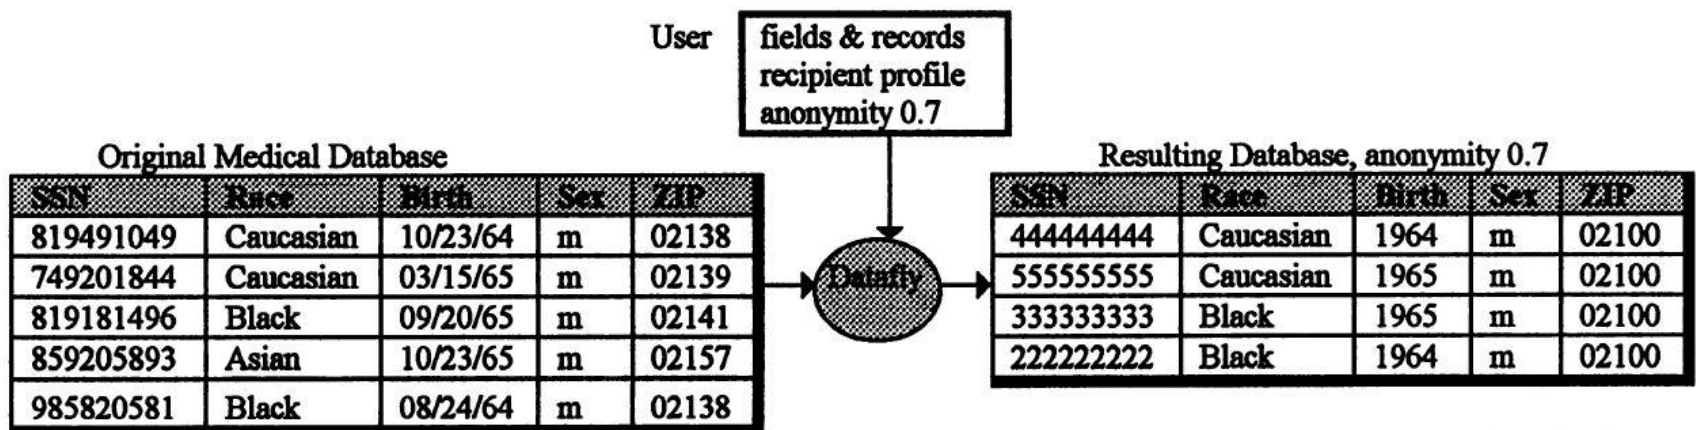 User
fields & records
recipient profile
anonymity 0.7
Original Medical Database
SSN Race Birth Sex ZIP
819491049 Caucasian 10/23/64 m 02138
749201844 Caucasian 03/15/65 m 02139
819181496 Black 09/20/65 m 02141
859205893 Asian 10/23/65 m 02157
985820581 Black 08/24/64 m 02138
Datafly
Resulting Database, anonymity 0.7
SSN Race Birth Sex ZIP
444444444 Caucasian 1964 m 02100
555555555 Caucasian 1965 m 02100
333333333 Black 1965 m 02100
222222222 Black 1964 m 02100